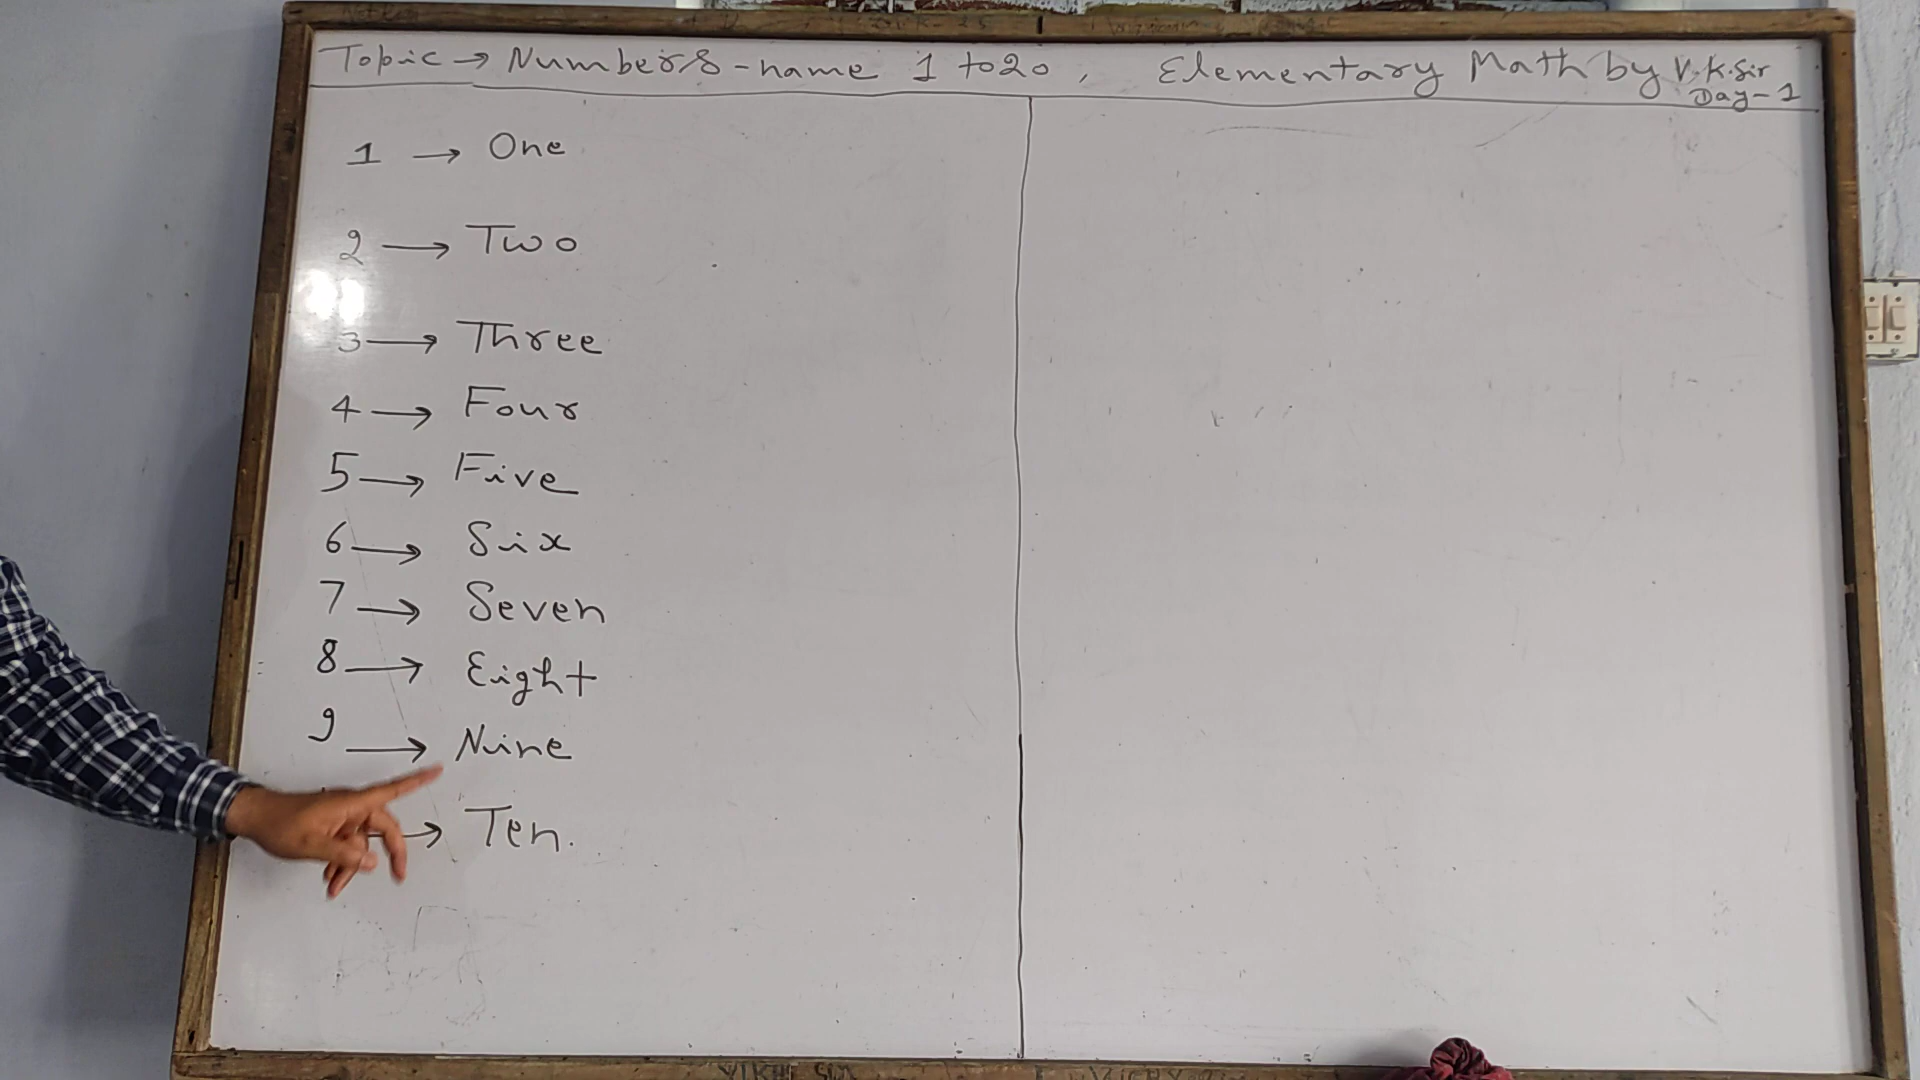 Topic → Numbers-name 1 to 20, Elementary Math by V.K.Sir
Day-1
1 → One
2 → Two
3 → Three
4 → Four
5 → Five
6 → Six
7 → Seven
8 → Eight
9 → Nine
→ Ten.